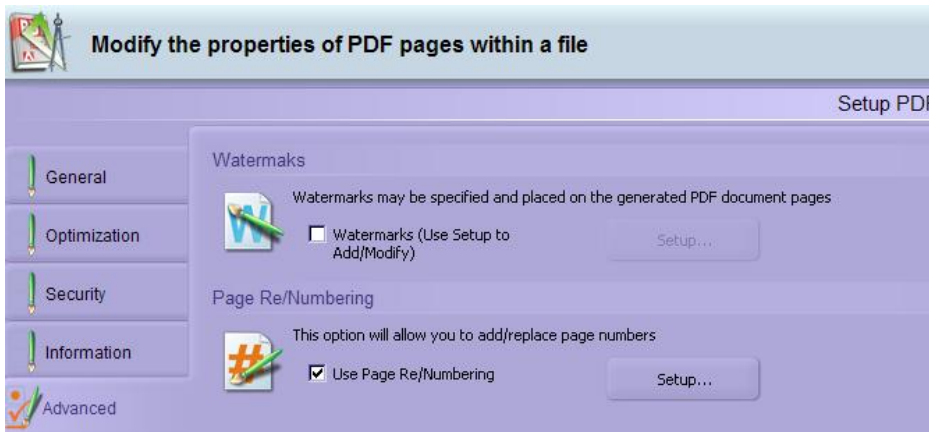 Modify the properties of PDF pages within a file
Setup PDF
General
Optimization
Security
Information
Advanced
Watermaks
Watermarks may be specified and placed on the generated PDF document pages
Watermarks (Use Setup to
Add/Modify)
Setup...
Page Re/Numbering
This option will allow you to add/replace page numbers
Use Page Re/Numbering
Setup...